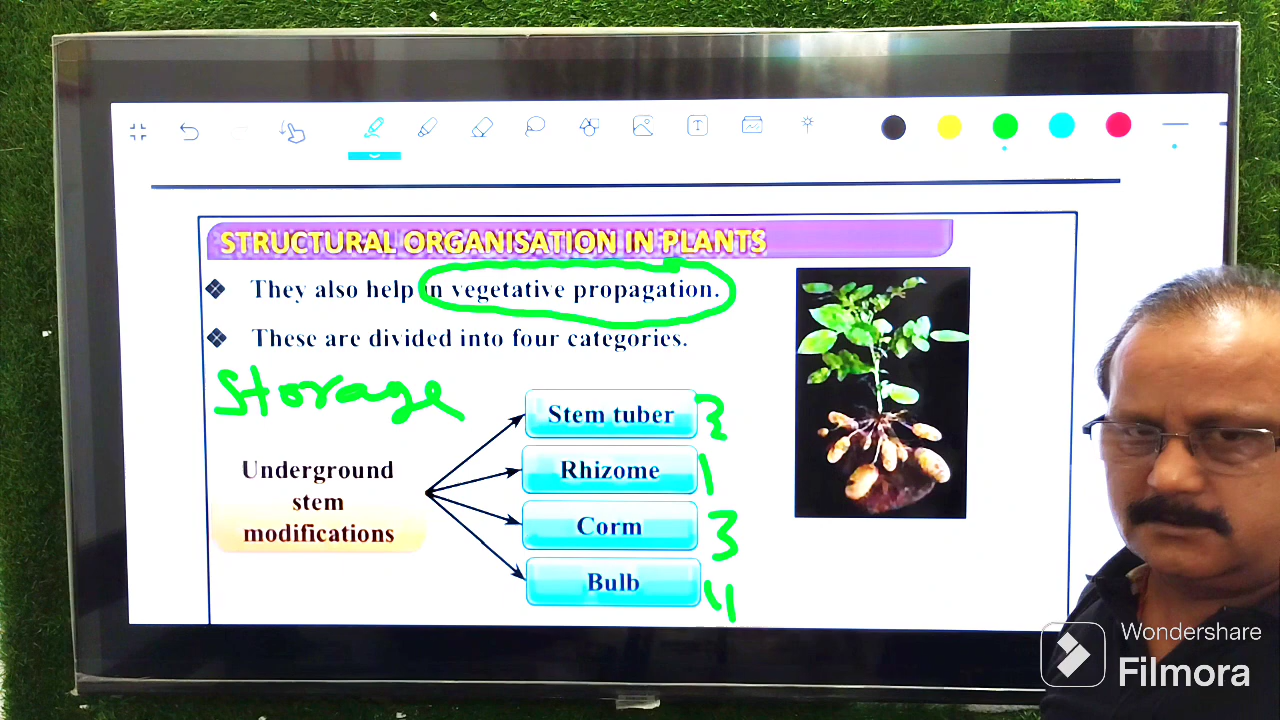 STRUCTURAL ORGANISATION IN PLANTS
They also help in vegetative propagation.
These are divided into four categories.
Storage
Stem tuber 2
Underground
stem
modifications
Rhizome 1
Corm 3
Bulb 4
T
Wondershare
Filmora